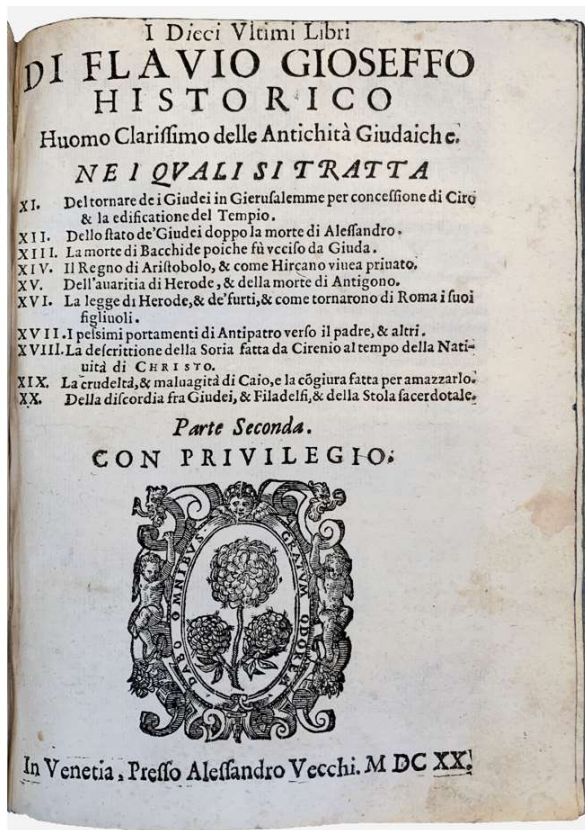 I Dieci Vltimi Libri
DI FLAVIO GIOSEFFO
HISTORICO
Huomo Clarissimo delle Antichità Giudaiche.
NE I QVALI SI TRATTA
XI. Del tornare de i Giudei in Gierusalemme per concessione di Ciro
& la edificatione del Tempio.
XII. Dello stato de'Giudei doppo la morte di Alessandro.
XIII. La morte di Bacchide poiche fù vcciso da Giuda.
XIV. Il Regno di Aristobolo, & come Hircano viuea priuato.
XV. Dell'auaritia di Herode, & della morte di Antigono.
XVI. La legge di Herode, & de'furti, & come tornarono di Roma i suoi
figliuoli.
XVII. I pessimi portamenti di Antipatro verso il padre, & altri.
XVIII. La descrittione della Soria fatta da Cirenio al tempo della Nati-
uità di CHRISTO.
XIX. La crudeltà, & maluagità di Caio, e la cõgiura fatta per amazzarlo.
XX. Della discordia fra Giudei, & Filadelfi, & della Stola sacerdotale.
Parte Seconda.
CON PRIVILEGIO.
DABO OMNIBVS GRATVM ODOREM
In Venetia, Presso Alessandro Vecchi. M DC XX.